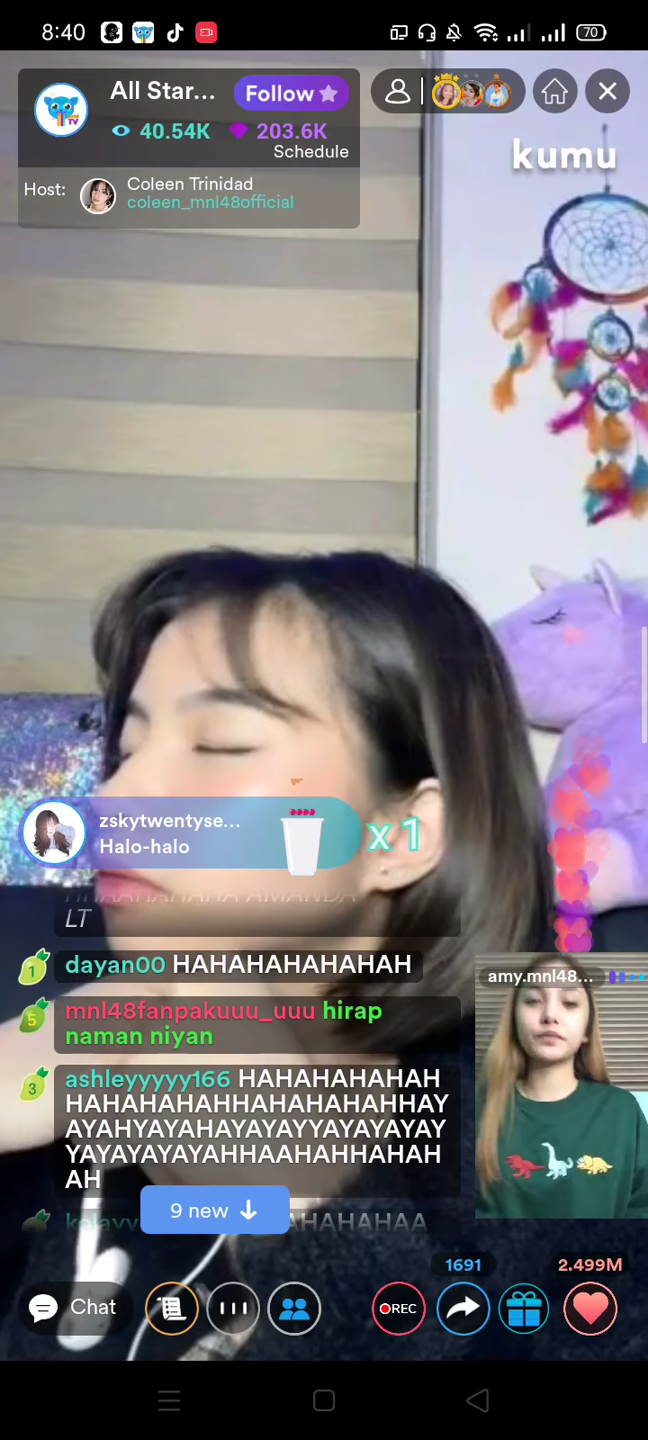 8:40
70
All Star...
Follow
40.54K
203.6K
Schedule
Host:
Coleen Trinidad
coleen_mnl48official
kumu
TV
zskytwentyse...
Halo-halo
x 1
LT
1
dayan00 HAHAHAHAHAHAH
5
mnl48fanpakuuu_uuu hirap
naman niyan
3
ashleyyyyy166 HAHAHAHAHAH
HAHAHAHAHHAHAHAHAHHAY
AYAHYAYAHAYAYAYYAYAYAYAY
YAYAYAYAYAHHAAHAHHAHAH
AH
9 new
AHAHAHAA
amy.mnl48...
1691
2.499M
Chat
REC